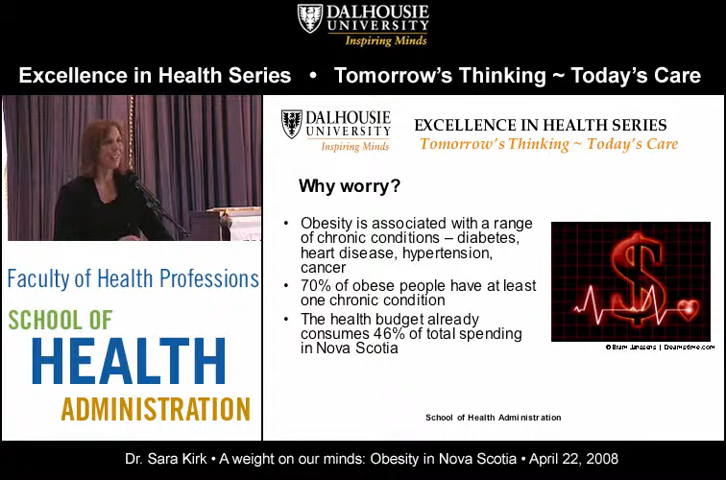 DALHOUSIE
UNIVERSITY
Inspiring Minds
Excellence in Health Series • Tomorrow's Thinking ~ Today's Care
DALHOUSIE
UNIVERSITY
Inspiring Minds
EXCELLENCE IN HEALTH SERIES
Tomorrow's Thinking ~ Today's Care
Why worry?
• Obesity is associated with a range
of chronic conditions – diabetes,
heart disease, hypertension,
cancer
• 70% of obese people have at least
one chronic condition
• The health budget already
consumes 46% of total spending
in Nova Scotia
$
© Bram Janssens | Dreamstime.com
School of Health Administration
Faculty of Health Professions
SCHOOL OF
HEALTH
ADMINISTRATION
Dr. Sara Kirk • A weight on our minds: Obesity in Nova Scotia • April 22, 2008